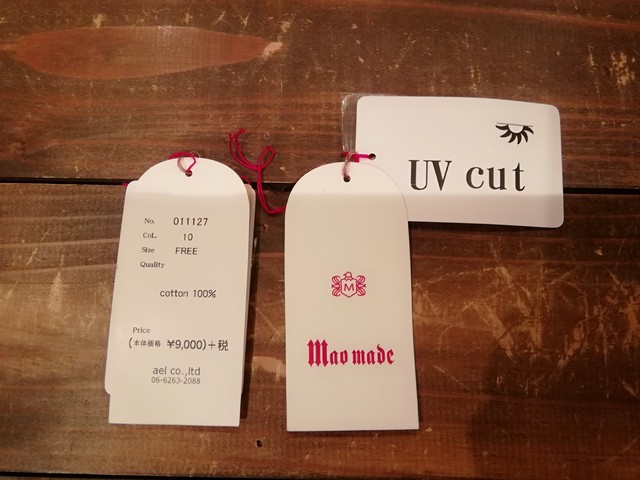 No. 011127
CoL. 10
Size FREE
Quality
cotton 100%
Price
(本体価格 ¥9,000)+税
ael co.,ltd
06-6263-2088
M
Mao made
UV cut